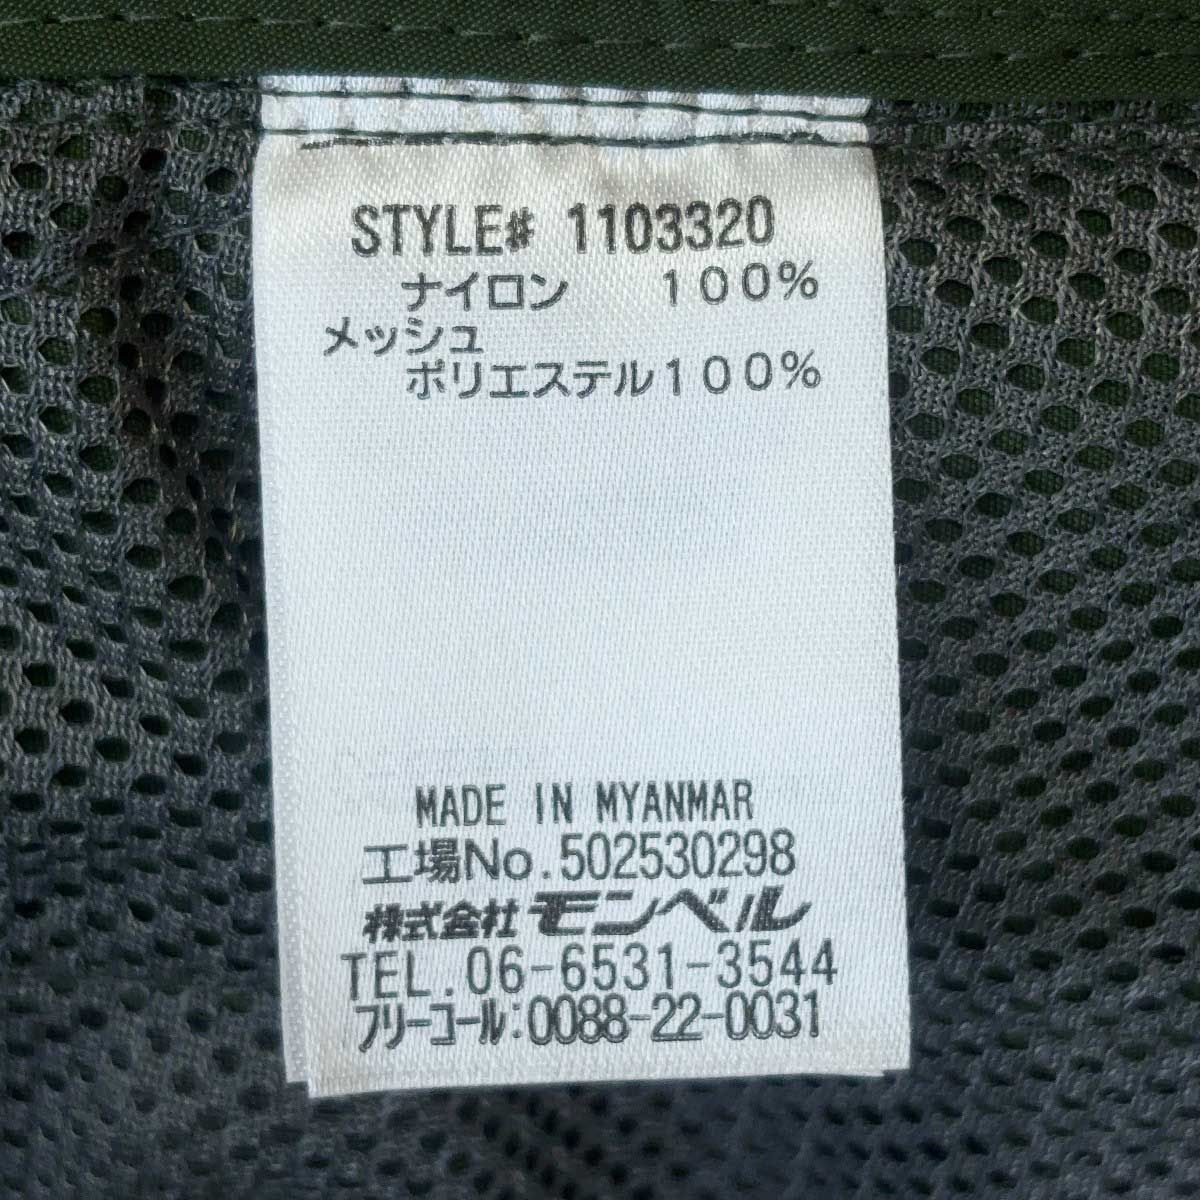 STYLE# 1103320
ナイロン 100%
メッシュ
ポリエステル100%
MADE IN MYANMAR
工場No.502530298
株式会社モンベル
TEL.06-6531-3544
フリーコール:0088-22-0031